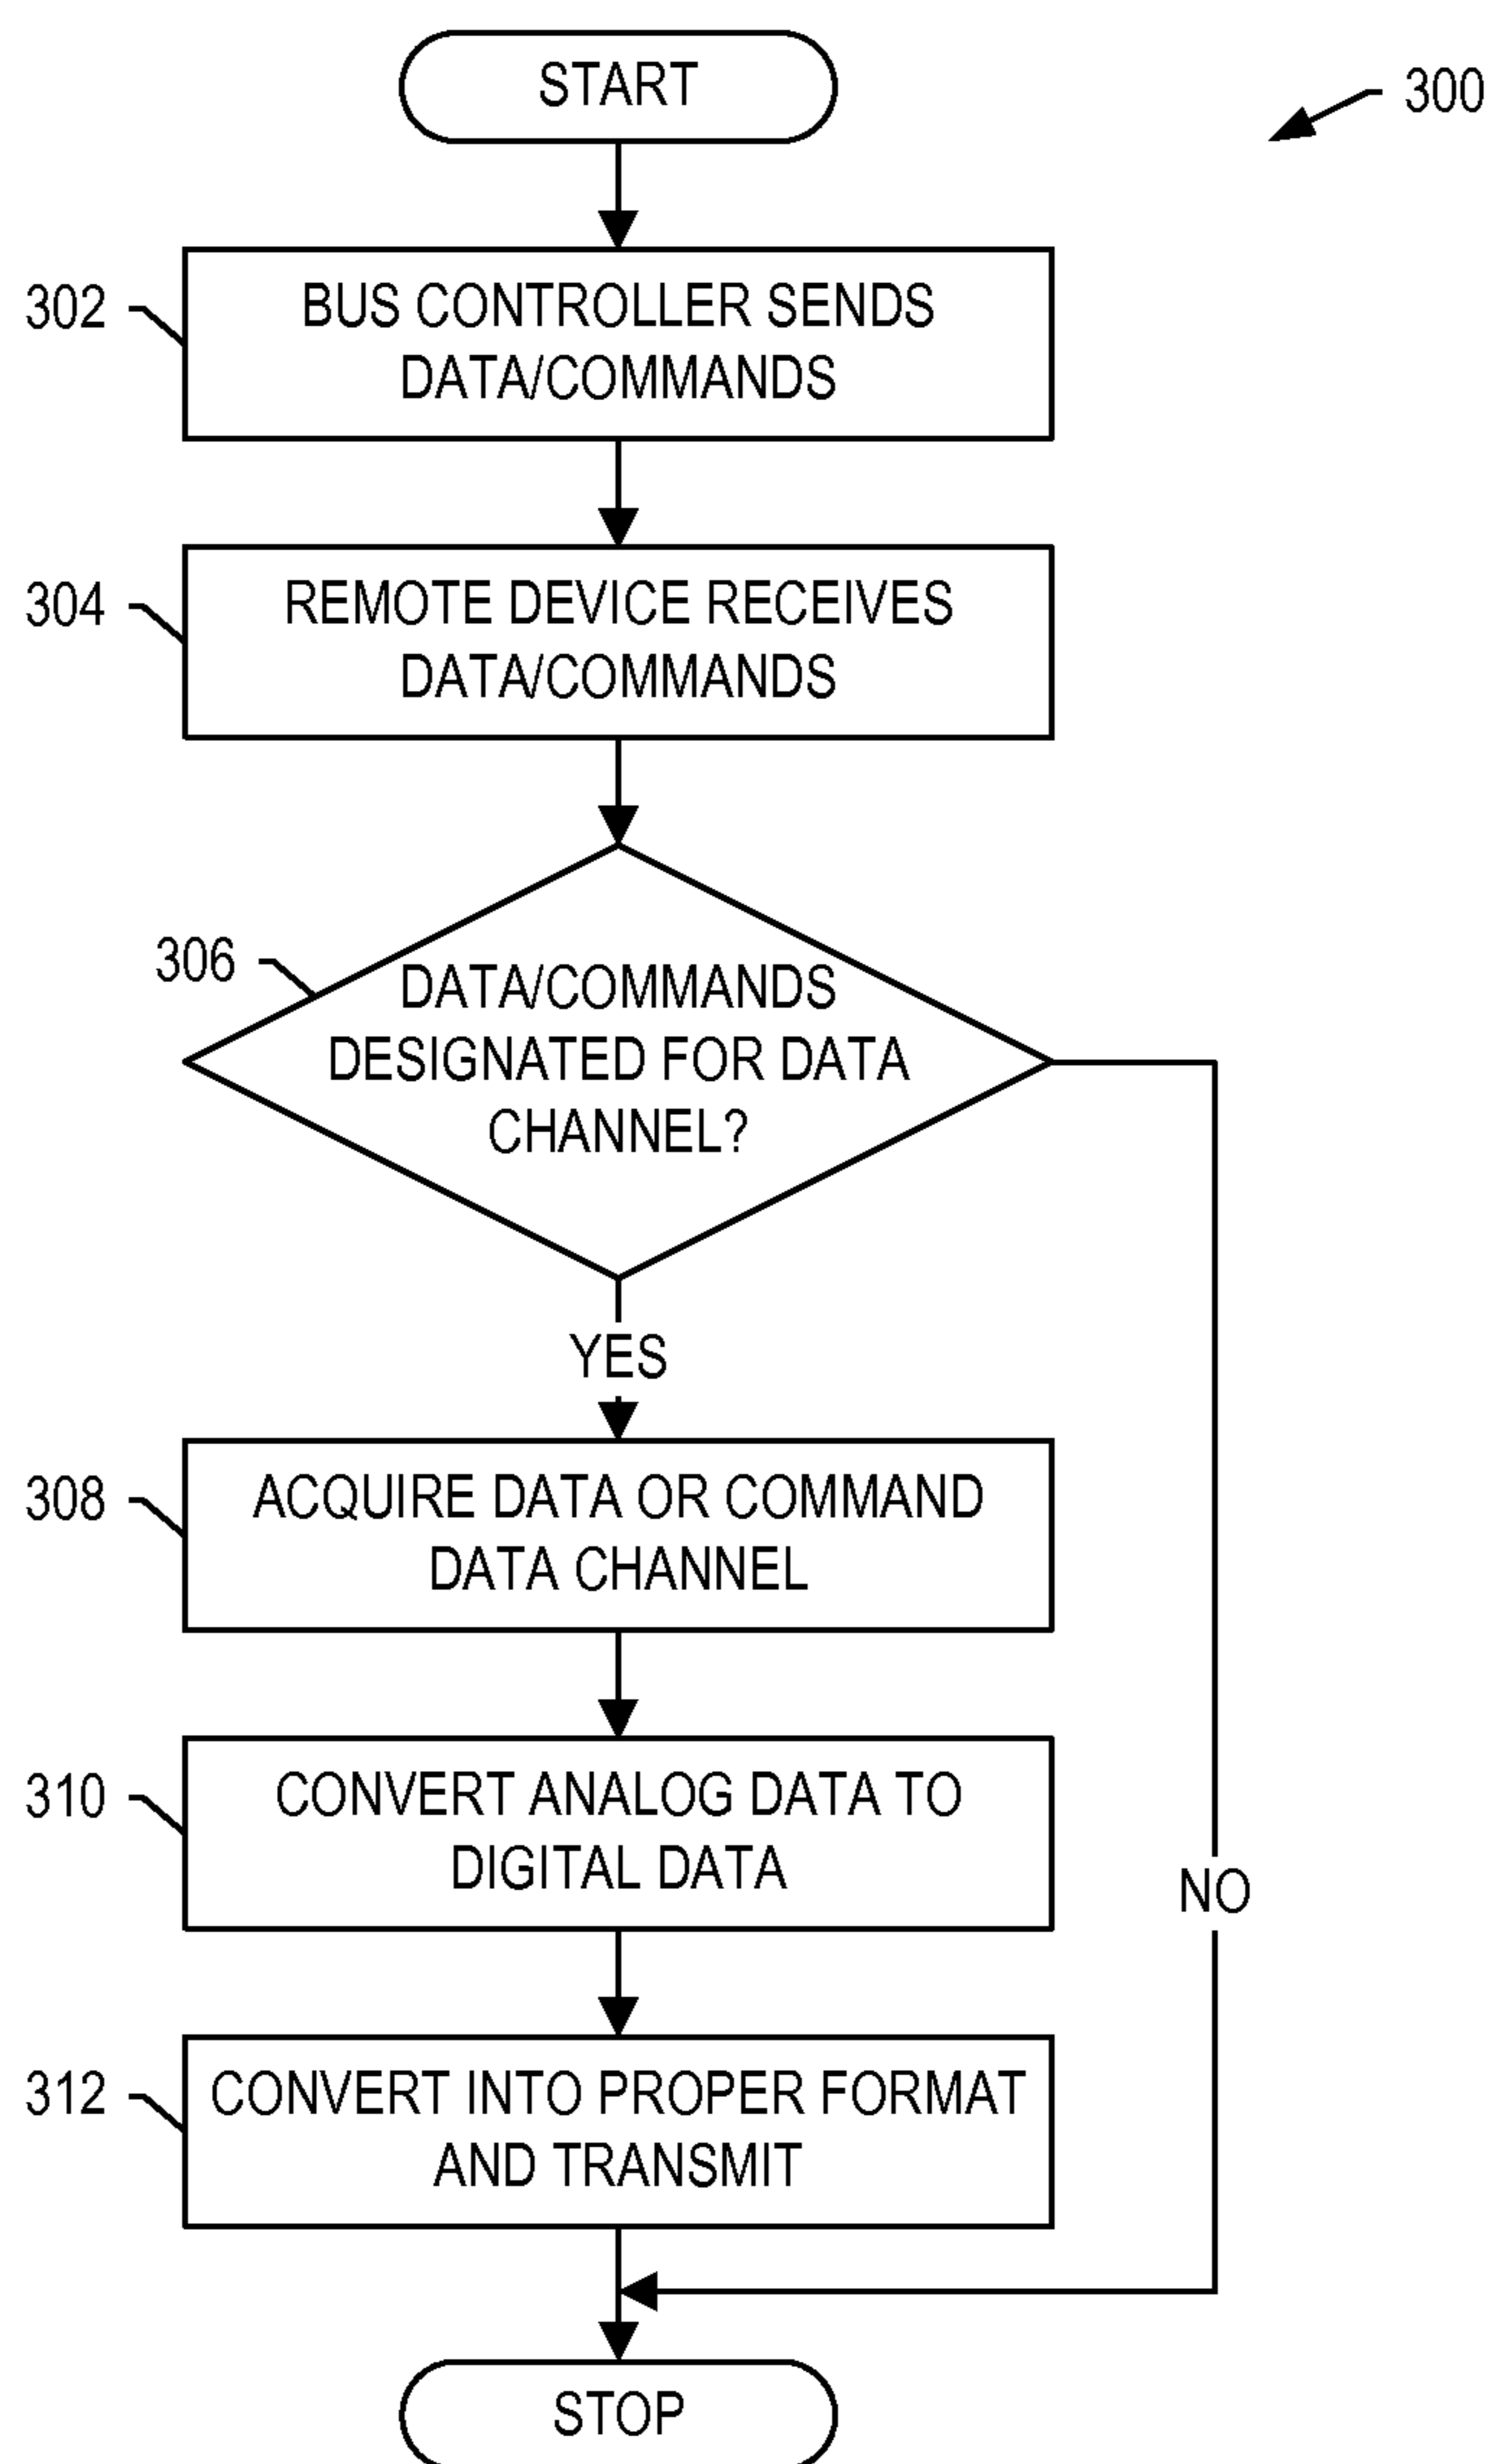 START
300
302
BUS CONTROLLER SENDS
DATA/COMMANDS
304
REMOTE DEVICE RECEIVES
DATA/COMMANDS
306
DATA/COMMANDS
DESIGNATED FOR DATA
CHANNEL?
YES
308
ACQUIRE DATA OR COMMAND
DATA CHANNEL
310
CONVERT ANALOG DATA TO
DIGITAL DATA
NO
312
CONVERT INTO PROPER FORMAT
AND TRANSMIT
STOP